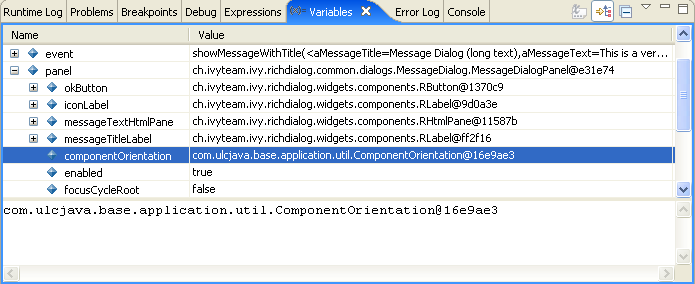 Runtime Log Problems Breakpoints Debug Expressions Variables Error Log Console
Name Value
event showMessageWithTitle(<aMessageTitle=Message Dialog (long text),aMessageText=This is a ver...
panel ch.ivyteam.ivy.richdialog.common.dialogs.MessageDialog.MessageDialogPanel@e31e74
okButton ch.ivyteam.ivy.richdialog.widgets.components.RButton@1370c9
iconLabel ch.ivyteam.ivy.richdialog.widgets.components.RLabel@9d0a3e
messageTextHtmlPane ch.ivyteam.ivy.richdialog.widgets.components.RHtmlPane@11587b
messageTitleLabel ch.ivyteam.ivy.richdialog.widgets.components.RLabel@ff2f16
componentOrientation com.ulcjava.base.application.util.ComponentOrientation@16e9ae3
enabled true
focusCycleRoot false
com.ulcjava.base.application.util.ComponentOrientation@16e9ae3